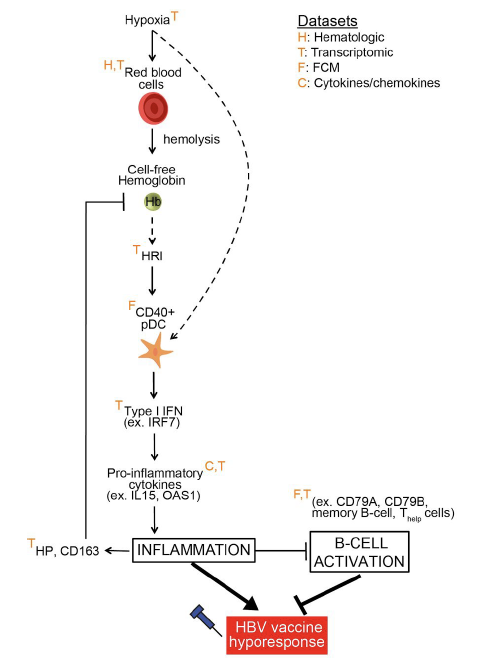 Hypoxia T
Datasets
H: Hematologic
T: Transcriptomic
F: FCM
C: Cytokines/chemokines
H,T Red blood
cells
hemolysis
Cell-free
Hemoglobin
Hb
T HRI
F CD40+
pDC
T Type I IFN
(ex. IRF7)
Pro-inflammatory C,T
cytokines
(ex. IL15, OAS1)
F,T (ex. CD79A, CD79B,
memory B-cell, Thelp cells)
T HP, CD163
INFLAMMATION
B-CELL
ACTIVATION
HBV vaccine
hyporesponse